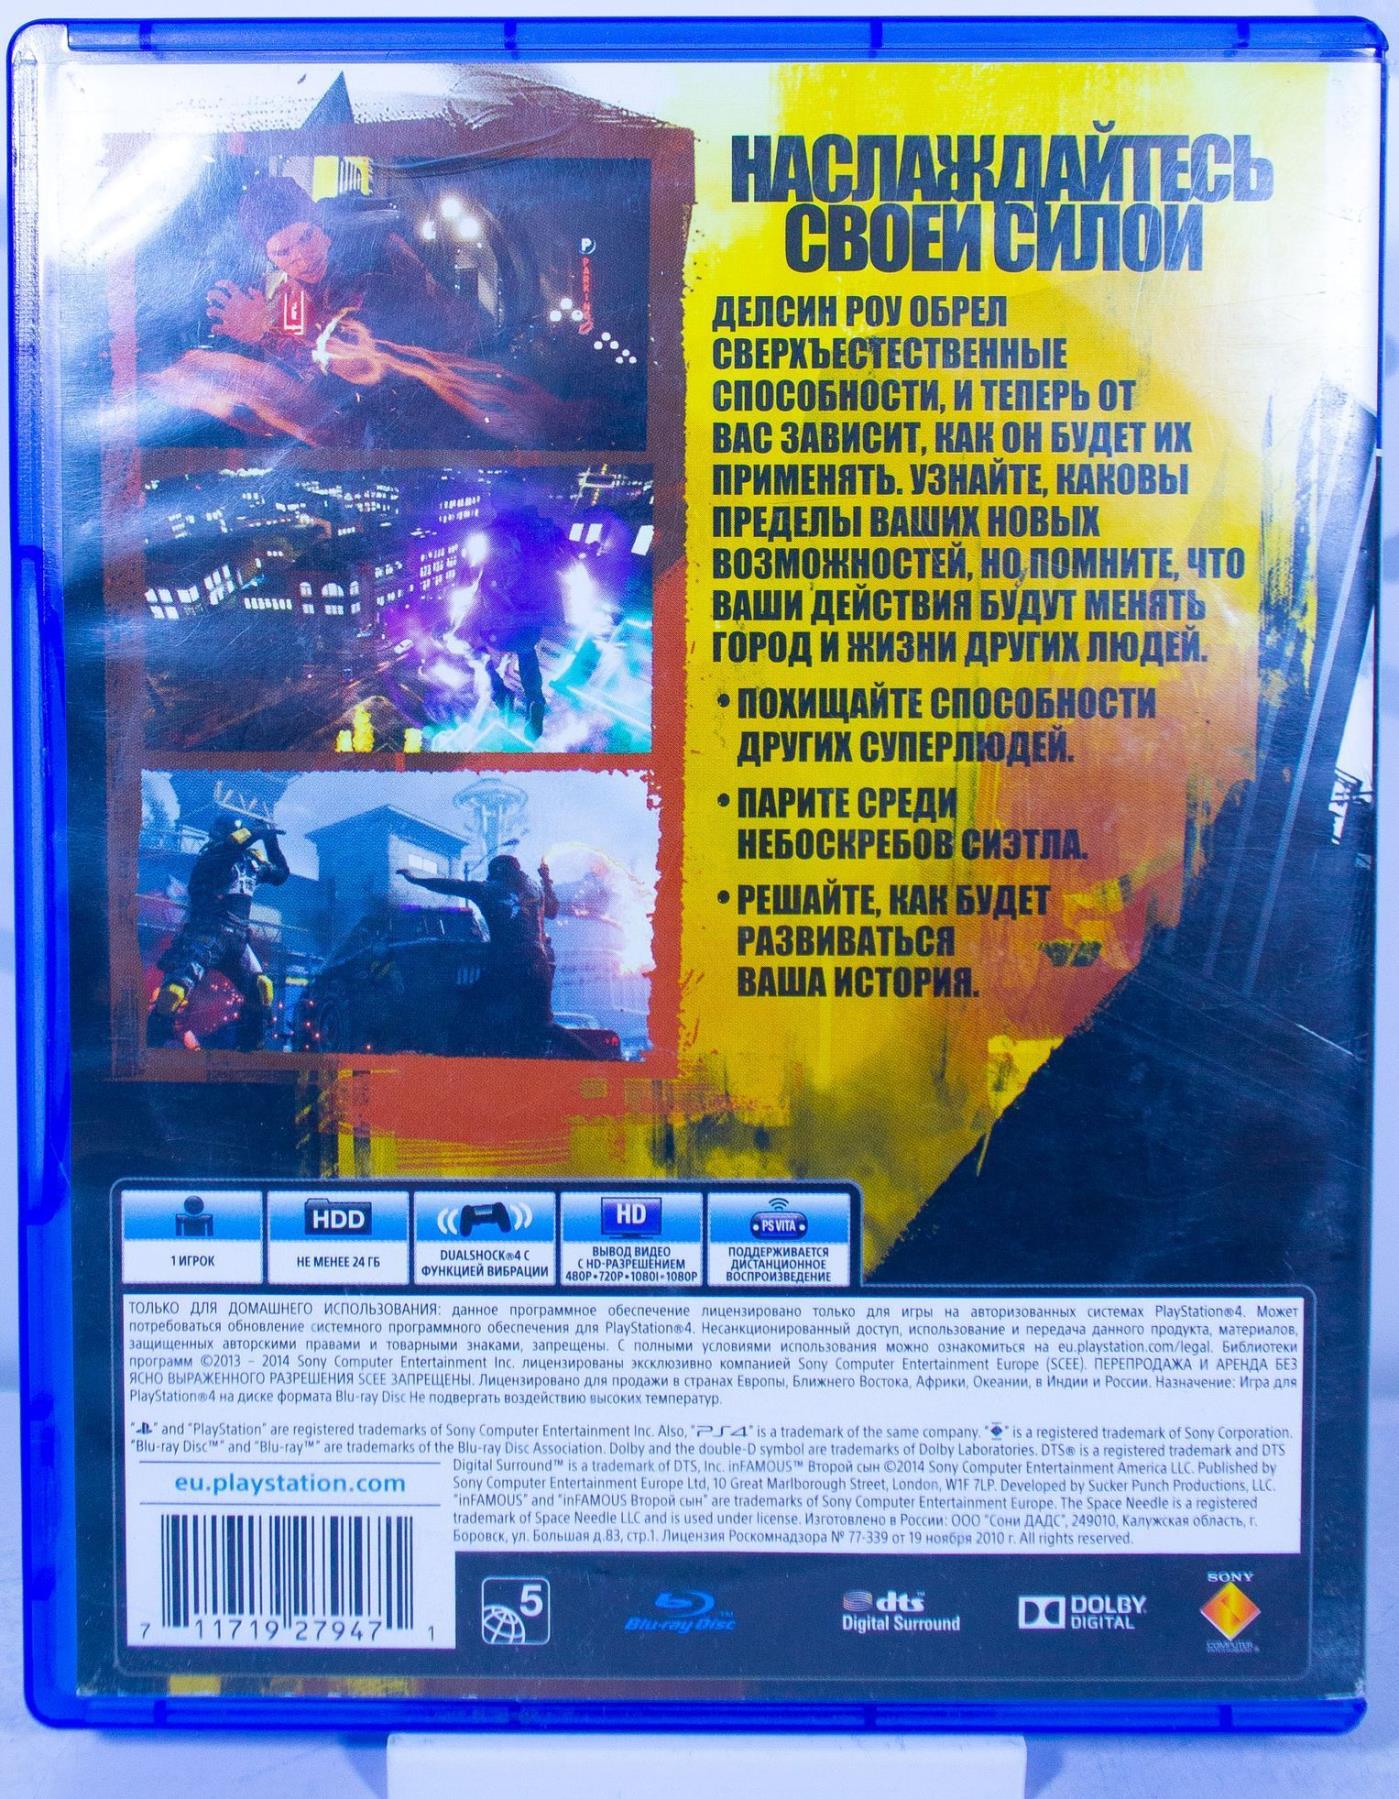 НАСЛАЖДАЙТЕСЬ
СВОЕЙ СИЛОЙ
ДЕЛСИН РОУ ОБРЕЛ
СВЕРХЪЕСТЕСТВЕННЫЕ
СПОСОБНОСТИ, И ТЕПЕРЬ ОТ
ВАС ЗАВИСИТ, КАК ОН БУДЕТ ИХ
ПРИМЕНЯТЬ. УЗНАЙТЕ, КАКОВЫ
ПРЕДЕЛЫ ВАШИХ НОВЫХ
ВОЗМОЖНОСТЕЙ, НО ПОМНИТЕ, ЧТО
ВАШИ ДЕЙСТВИЯ БУДУТ МЕНЯТЬ
ГОРОД И ЖИЗНИ ДРУГИХ ЛЮДЕЙ.
• ПОХИЩАЙТЕ СПОСОБНОСТИ
ДРУГИХ СУПЕРЛЮДЕЙ.
• ПАРИТЕ СРЕДИ
НЕБОСКРЕБОВ СИЭТЛА.
• РЕШАЙТЕ, КАК БУДЕТ
РАЗВИВАТЬСЯ
ВАША ИСТОРИЯ.
P
PARKING
1 ИГРОК
HDD
НЕ МЕНЕЕ 24 ГБ
DUALSHOCK®4 С
ФУНКЦИЕЙ ВИБРАЦИИ
HD
ВЫВОД ВИДЕО
С HD-РАЗРЕШЕНИЕМ
480P•720P•1080I•1080P
PS VITA
ПОДДЕРЖИВАЕТСЯ
ДИСТАНЦИОННОЕ
ВОСПРОИЗВЕДЕНИЕ
ТОЛЬКО ДЛЯ ДОМАШНЕГО ИСПОЛЬЗОВАНИЯ: данное программное обеспечение лицензировано только для игры на авторизованных системах PlayStation®4. Может
потребоваться обновление системного программного обеспечения для PlayStation®4. Несанкционированный доступ, использование и передача данного продукта, материалов,
защищенных авторскими правами и товарными знаками, запрещены. С полными условиями использования можно ознакомиться на eu.playstation.com/legal. Библиотеки
программ ©2013 – 2014 Sony Computer Entertainment Inc. лицензированы эксклюзивно компанией Sony Computer Entertainment Europe (SCEE). ПЕРЕПРОДАЖА И АРЕНДА БЕЗ
ЯСНО ВЫРАЖЕННОГО РАЗРЕШЕНИЯ SCEE ЗАПРЕЩЕНЫ. Лицензировано для продажи в странах Европы, Ближнего Востока, Африки, Океании, в Индии и России. Назначение: Игра для
PlayStation®4 на диске формата Blu-ray Disc Не подвергать воздействию высоких температур.
"" and "PlayStation" are registered trademarks of Sony Computer Entertainment Inc. Also, "PS4" is a trademark of the same company. "" is a registered trademark of Sony Corporation.
"Blu-ray Disc™" and "Blu-ray™" are trademarks of the Blu-ray Disc Association. Dolby and the double-D symbol are trademarks of Dolby Laboratories. DTS® is a registered trademark and DTS
Digital Surround™ is a trademark of DTS, Inc. inFAMOUS™ Второй сын ©2014 Sony Computer Entertainment America LLC. Published by
Sony Computer Entertainment Europe Ltd, 10 Great Marlborough Street, London, W1F 7LP. Developed by Sucker Punch Productions, LLC.
"inFAMOUS" and "inFAMOUS Второй сын" are trademarks of Sony Computer Entertainment Europe. The Space Needle is a registered
trademark of Space Needle LLC and is used under license. Изготовлено в России: ООО "Сони ДАДС", 249010, Калужская область, г.
Боровск, ул. Большая д.83, стр.1. Лицензия Роскомнадзора № 77-339 от 19 ноября 2010 г. All rights reserved.
eu.playstation.com
7 11719 27947 1
5
Blu-ray Disc™
dts™
Digital Surround
DOLBY.
DIGITAL
SONY
COMPUTER
ENTERTAINMENT